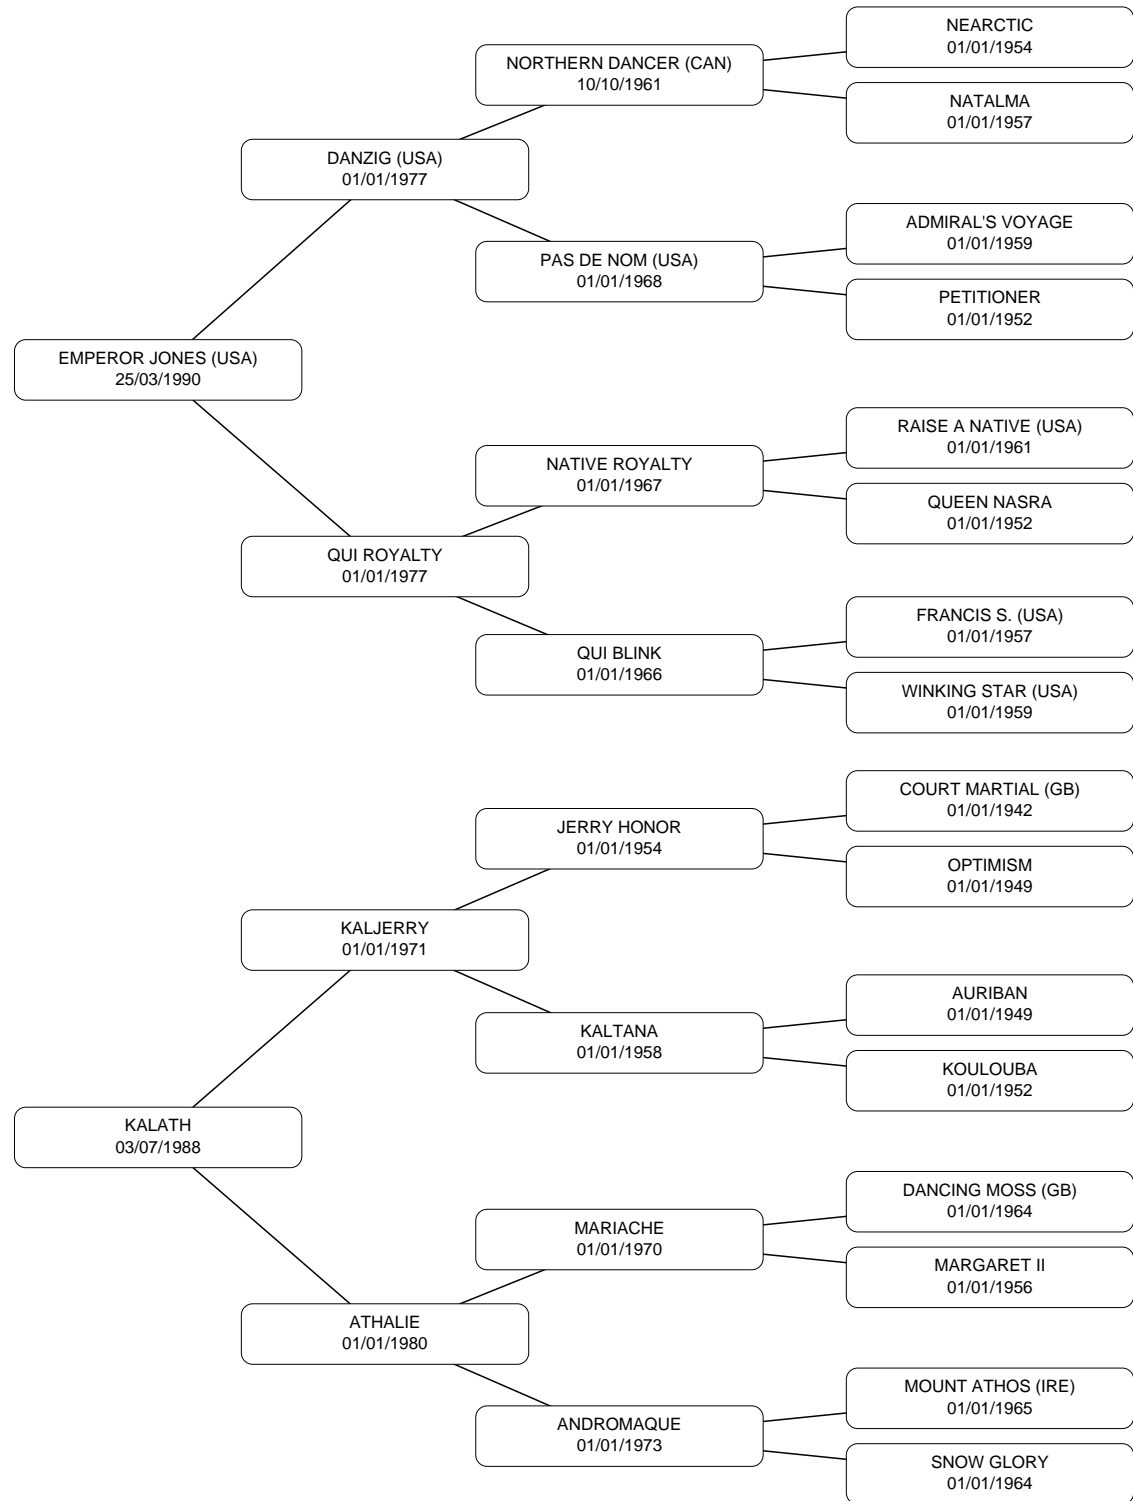 NEARCTIC
01/01/1954
NORTHERN DANCER (CAN)
10/10/1961
NATALMA
01/01/1957
DANZIG (USA)
01/01/1977
ADMIRAL'S VOYAGE
01/01/1959
PAS DE NOM (USA)
01/01/1968
PETITIONER
01/01/1952
EMPEROR JONES (USA)
25/03/1990
RAISE A NATIVE (USA)
01/01/1961
NATIVE ROYALTY
01/01/1967
QUEEN NASRA
01/01/1952
QUI ROYALTY
01/01/1977
FRANCIS S. (USA)
01/01/1957
QUI BLINK
01/01/1966
WINKING STAR (USA)
01/01/1959
COURT MARTIAL (GB)
01/01/1942
JERRY HONOR
01/01/1954
OPTIMISM
01/01/1949
KALJERRY
01/01/1971
AURIBAN
01/01/1949
KALTANA
01/01/1958
KOULOUBA
01/01/1952
KALATH
03/07/1988
DANCING MOSS (GB)
01/01/1964
MARIACHE
01/01/1970
MARGARET II
01/01/1956
ATHALIE
01/01/1980
MOUNT ATHOS (IRE)
01/01/1965
ANDROMAQUE
01/01/1973
SNOW GLORY
01/01/1964